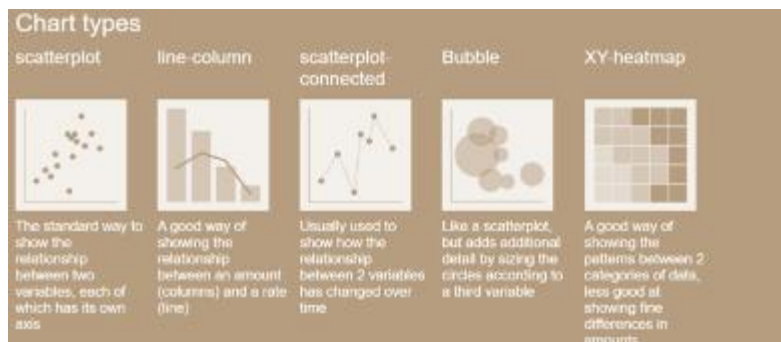 Chart types
scatterplot
The standard way to
show the
relationship
between two
variables, each of
which has its own
axis
line-column
A good way of
showing the
relationship
between an amount
(columns) and a rate
(line)
scatterplot-
connected
Usually used to
show how the
relationship
between 2 variables
has changed over
time
Bubble
Like a scatterplot,
but adds additional
detail by sizing the
circles according to
a third variable
XY-heatmap
A good way of
showing the
patterns between 2
categories of data,
less good at
showing fine
differences in
amounts